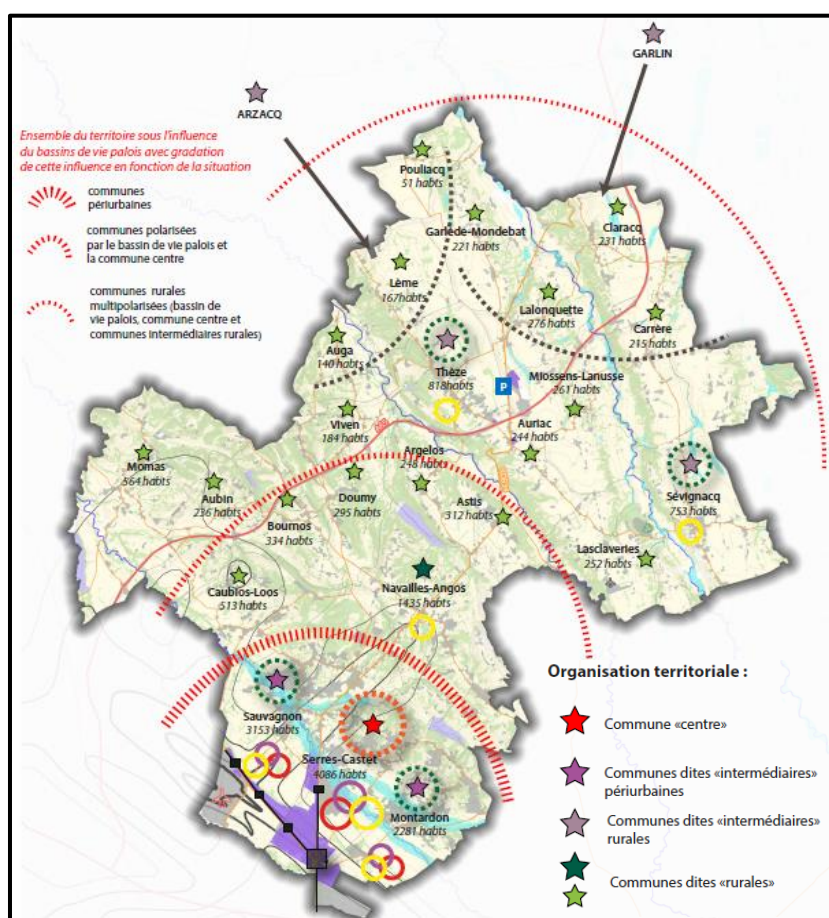 GARLIN
ARZACQ
Ensemble du territoire sous l'influence
du bassins de vie palois avec gradation
de cette influence en fonction de la situation
communes
périurbaines
communes polarisées
par le bassin de vie palois et
la commune centre
communes rurales
multipolarisées (bassin de
vie palois, commune centre et
communes intermédiaires rurales)
Pouliacq
51 habts
Garlède-Mondebat
221 habts
Claracq
231 habts
Lème
167habts
Lalonquette
276 habts
Carrère
215 habts
Auga
140 habts
Thèze
818habts
P
Miossens-Lanusse
261 habts
Viven
184 habts
Auriac
244 habts
Argelos
248 habts
Momas
564 habts
Aubin
236 habts
Doumy
295 habts
Astis
312 habts
Sévignacq
753 habts
Bournos
334 habts
Lasclaveries
252 habts
Caubios-Loos
513 habts
Navailles-Angos
1435 habts
Sauvagnon
3153 habts
Serres-Castet
4086 habts
Montardon
2281 habts
Organisation territoriale :
Commune «centre»
Communes dites «intermédiaires»
périurbaines
Communes dites «intermédiaires»
rurales
Communes dites «rurales»